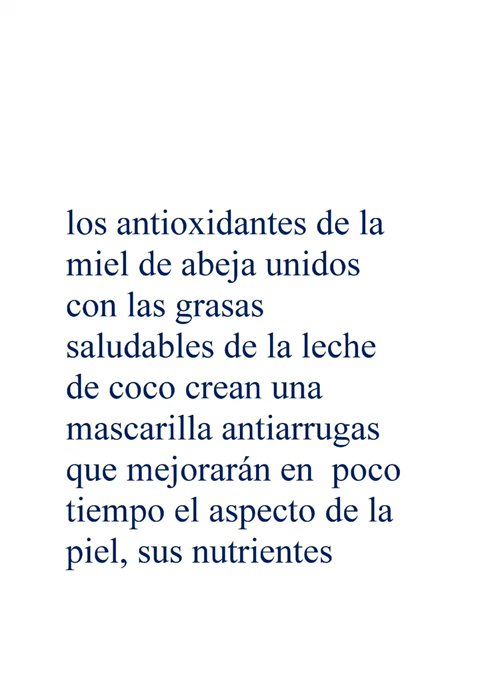 los antioxidantes de la
miel de abeja unidos
con las grasas
saludables de la leche
de coco crean una
mascarilla antiarrugas
que mejorarán en  poco
tiempo el aspecto de la
piel, sus nutrientes